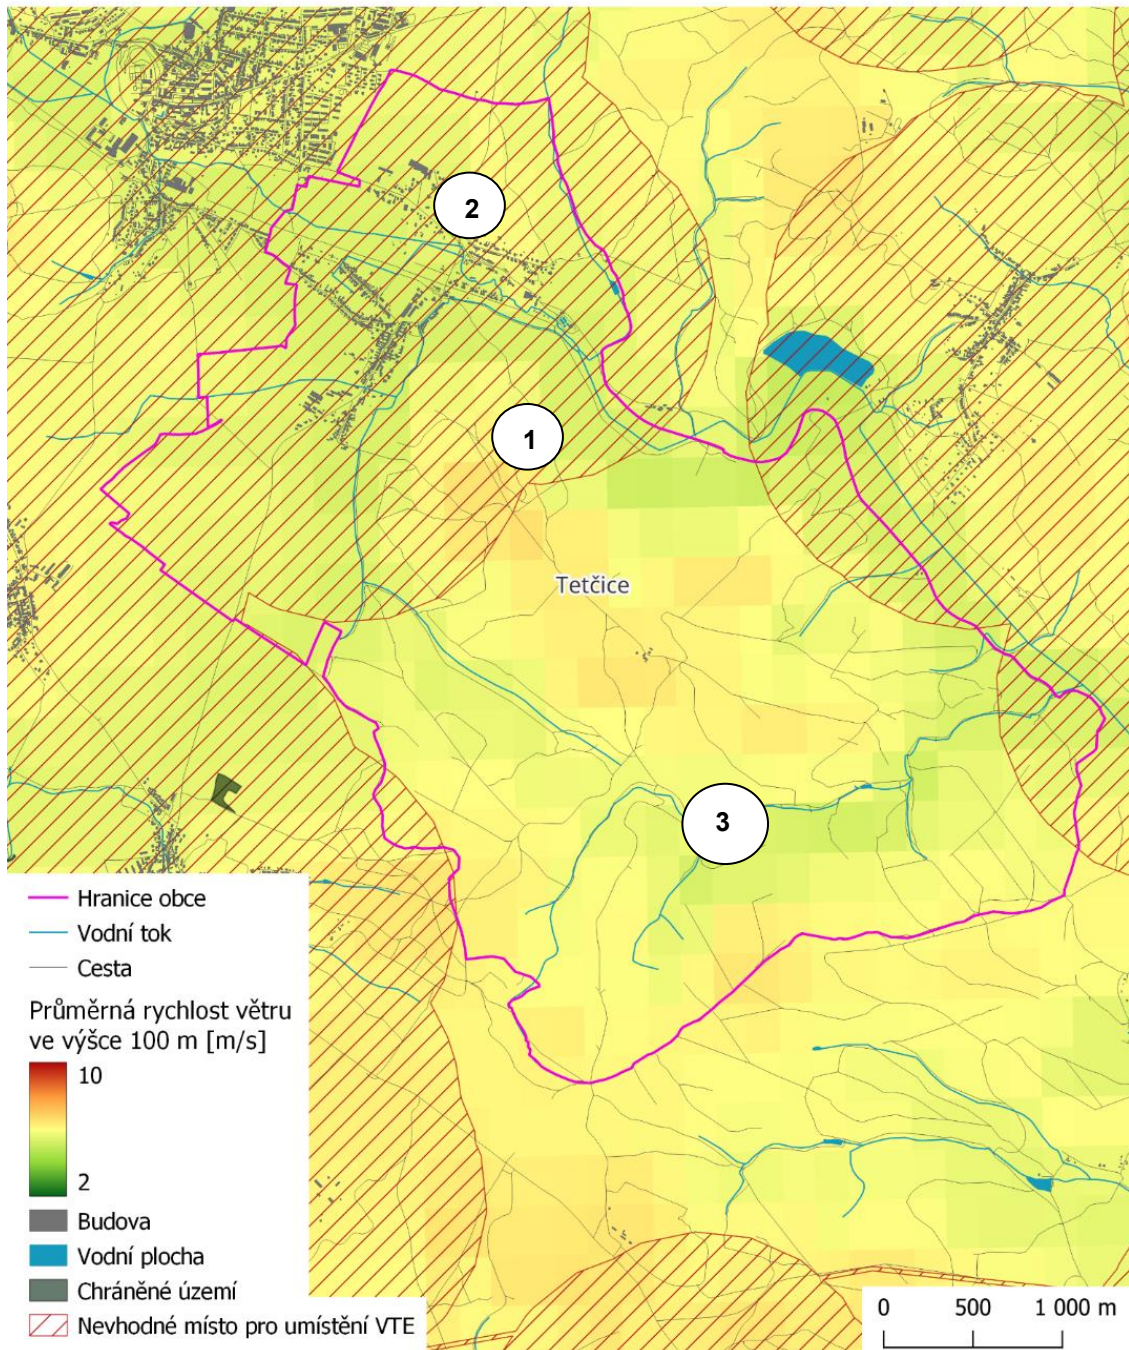 2
1
Tetčice
3
Hranice obce
Vodní tok
Cesta
Průměrná rychlost větru
ve výšce 100 m [m/s]
10
2
Budova
Vodní plocha
Chráněné území
Nevhodné místo pro umístění VTE
0 500 1 000 m